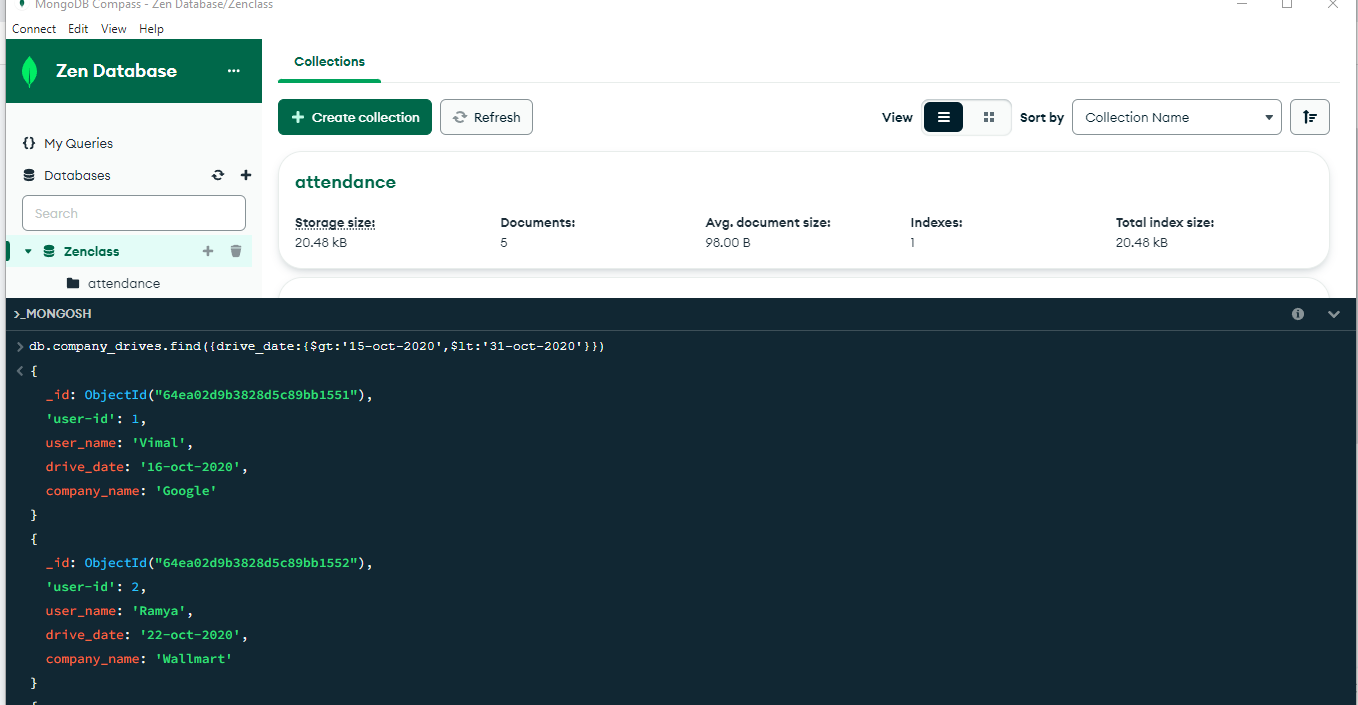 MongoDB Compass - Zen Database/Zenclass
Connect Edit View Help
Zen Database ...
My Queries
Databases
Search
Zenclass
attendance
Collections
+ Create collection
Refresh
View
Sort by
Collection Name
attendance
Storage size: Documents: Avg. document size: Indexes: Total index size:
20.48 kB 5 98.00 B 1 20.48 kB
>_MONGOSH
> db.company_drives.find({drive_date:{$gt:'15-oct-2020',$lt:'31-oct-2020'}})
< {
_id: ObjectId("64ea02d9b3828d5c89bb1551"),
'user-id': 1,
user_name: 'Vimal',
drive_date: '16-oct-2020',
company_name: 'Google'
}
{
_id: ObjectId("64ea02d9b3828d5c89bb1552"),
'user-id': 2,
user_name: 'Ramya',
drive_date: '22-oct-2020',
company_name: 'Wallmart'
}
{